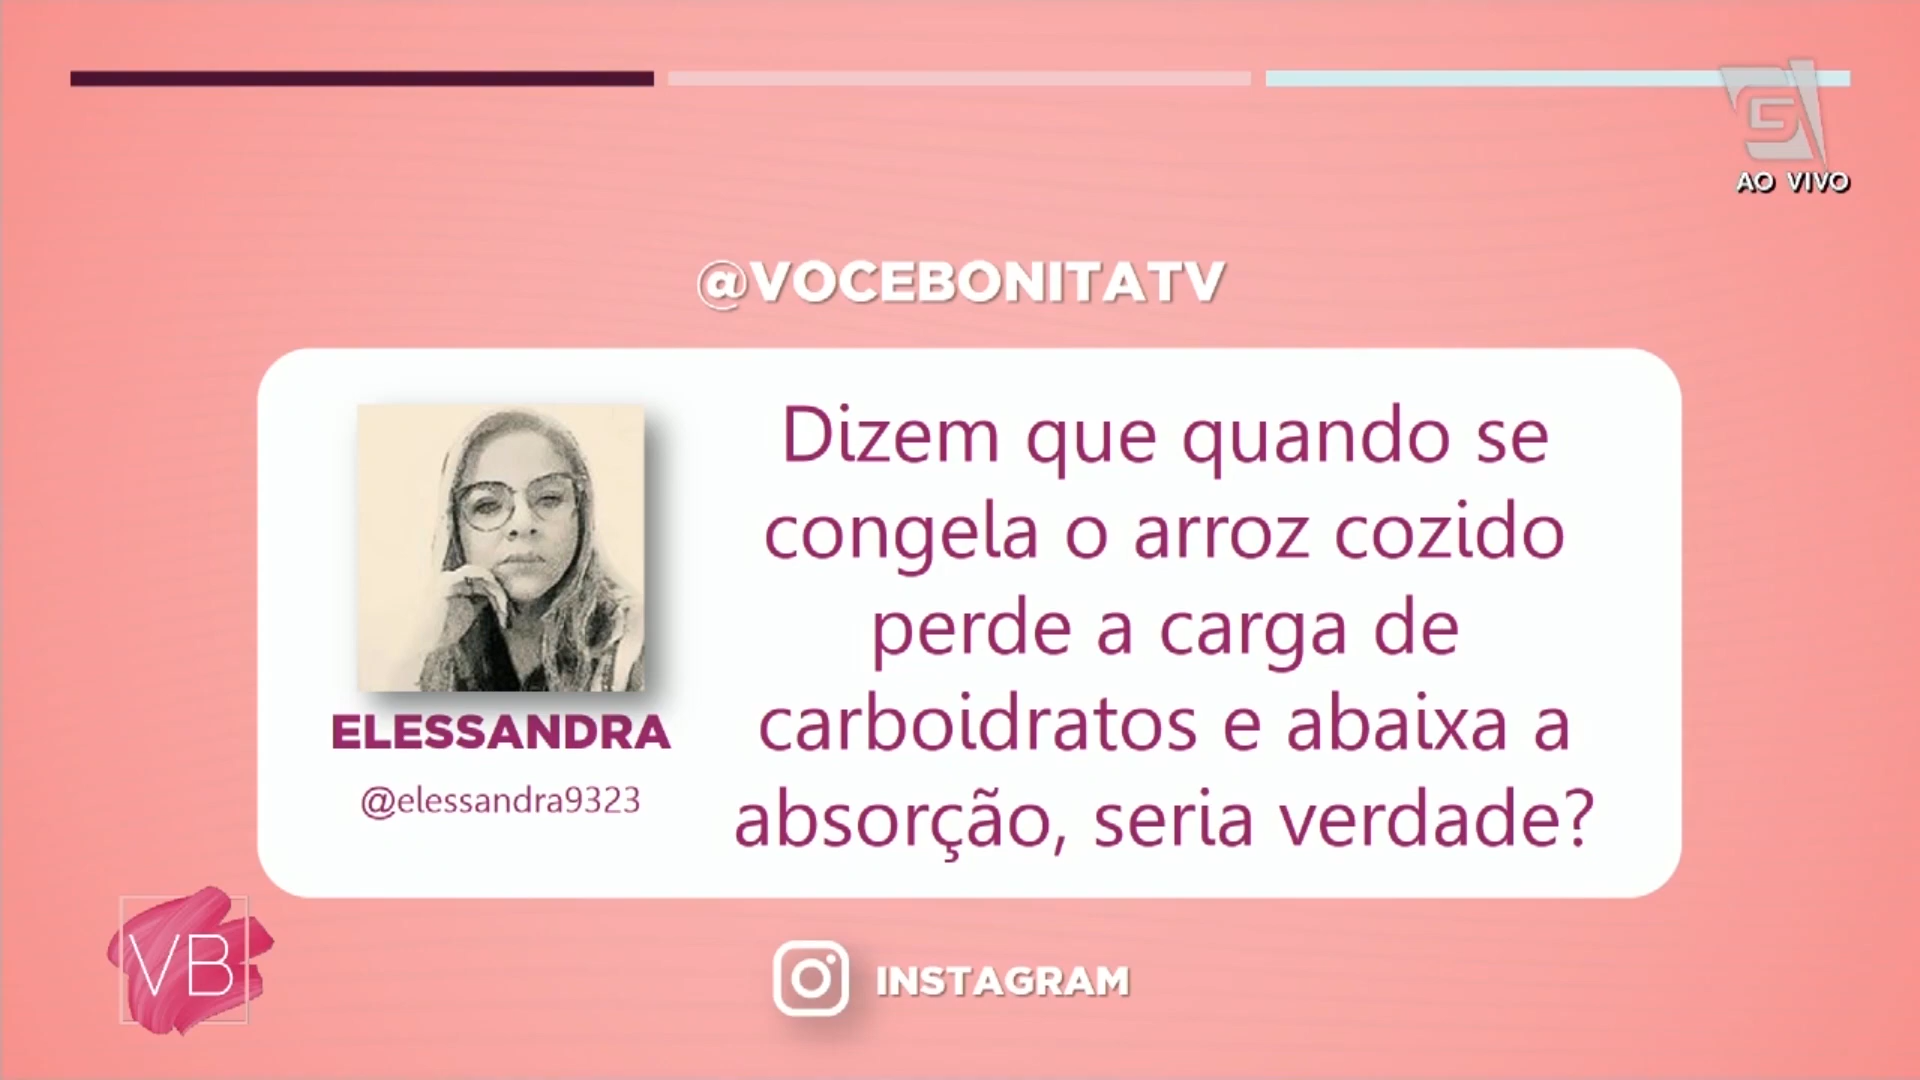 AO VIVO
@VOCEBONITATV
Dizem que quando se
congela o arroz cozido
perde a carga de
carboidratos e abaixa a
absorção, seria verdade?
ELESSANDRA
@elessandra9323
VB
INSTAGRAM